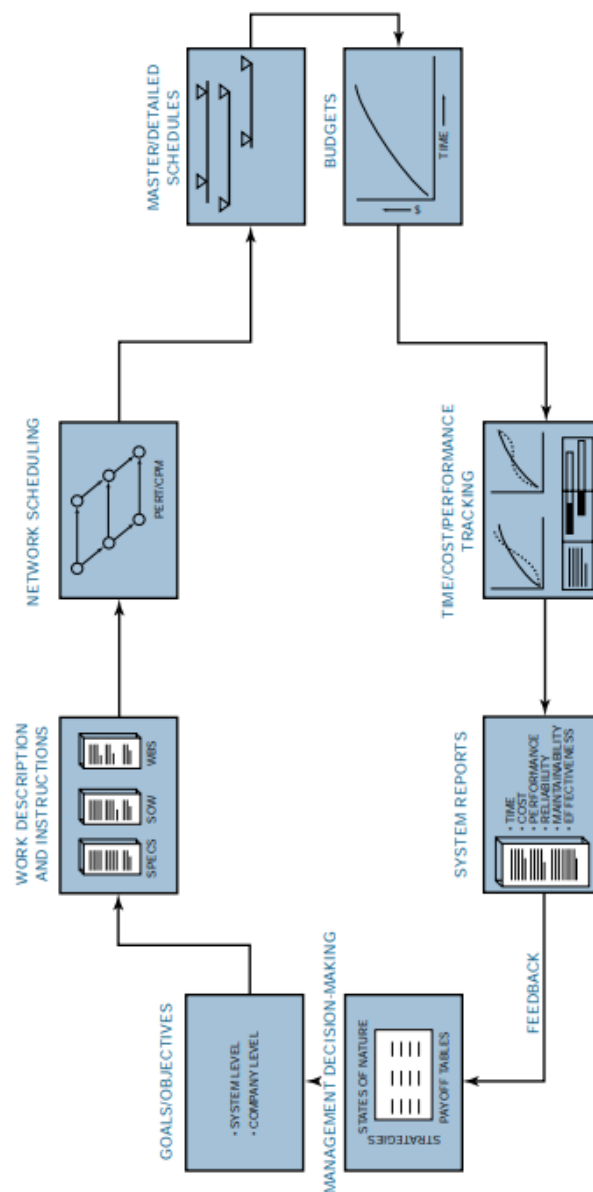 GOALS/OBJECTIVES
• SYSTEM LEVEL
• COMPANY LEVEL
WORK DESCRIPTION
AND INSTRUCTIONS
SPECS
SOW
WBS
NETWORK SCHEDULING
PERT/CPM
MASTER/DETAILED
SCHEDULES
BUDGETS
$
TIME
TIME/COST/PERFORMANCE
TRACKING
SYSTEM REPORTS
• TIME
• COST
• PERFORMANCE
• RELIABILITY
• MAINTAINABILITY
• EFFECTIVENESS
FEEDBACK
MANAGEMENT DECISION-MAKING
STATES OF NATURE
STRATEGIES
PAYOFF TABLES